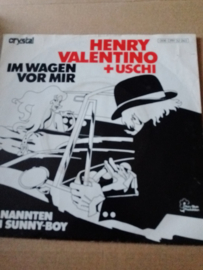 crystal
HENRY
VALENTINO
+ USCHI
IM WAGEN
VOR MIR
NANNTEN
SUNNY-BOY